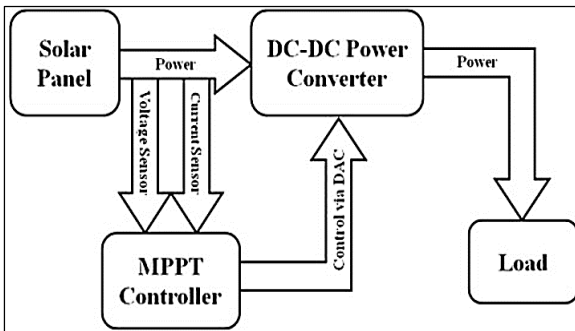 Solar
Panel
Power
DC-DC Power
Converter
Power
Voltage Sensor
Current Sensor
Control via DAC
MPPT
Controller
Load